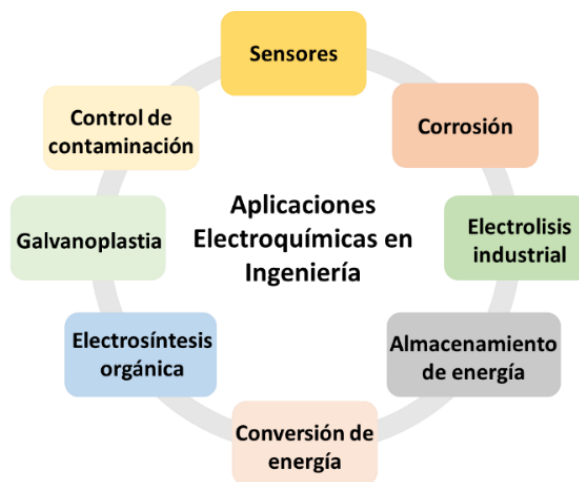 Sensores
Control de
contaminación
Corrosión
Aplicaciones
Electroquímicas en
Ingeniería
Galvanoplastia
Electrolisis
industrial
Electrosíntesis
orgánica
Almacenamiento
de energía
Conversión de
energía